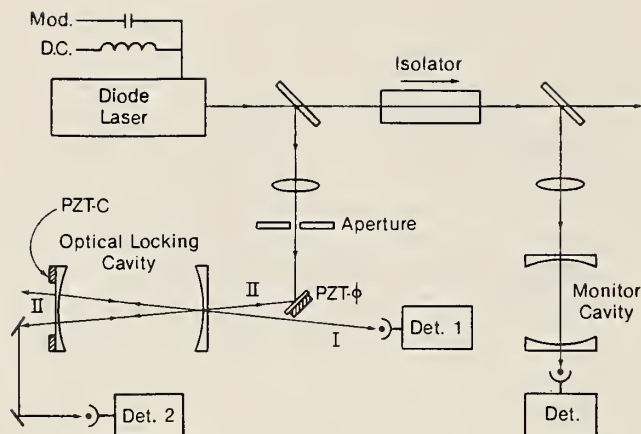 Mod.
D.C.
Diode
Laser
Isolator
PZT-C
Optical Locking
Cavity
Aperture
II
II
PZT-ϕ
I
Det. 1
Det. 2
Monitor
Cavity
Det.